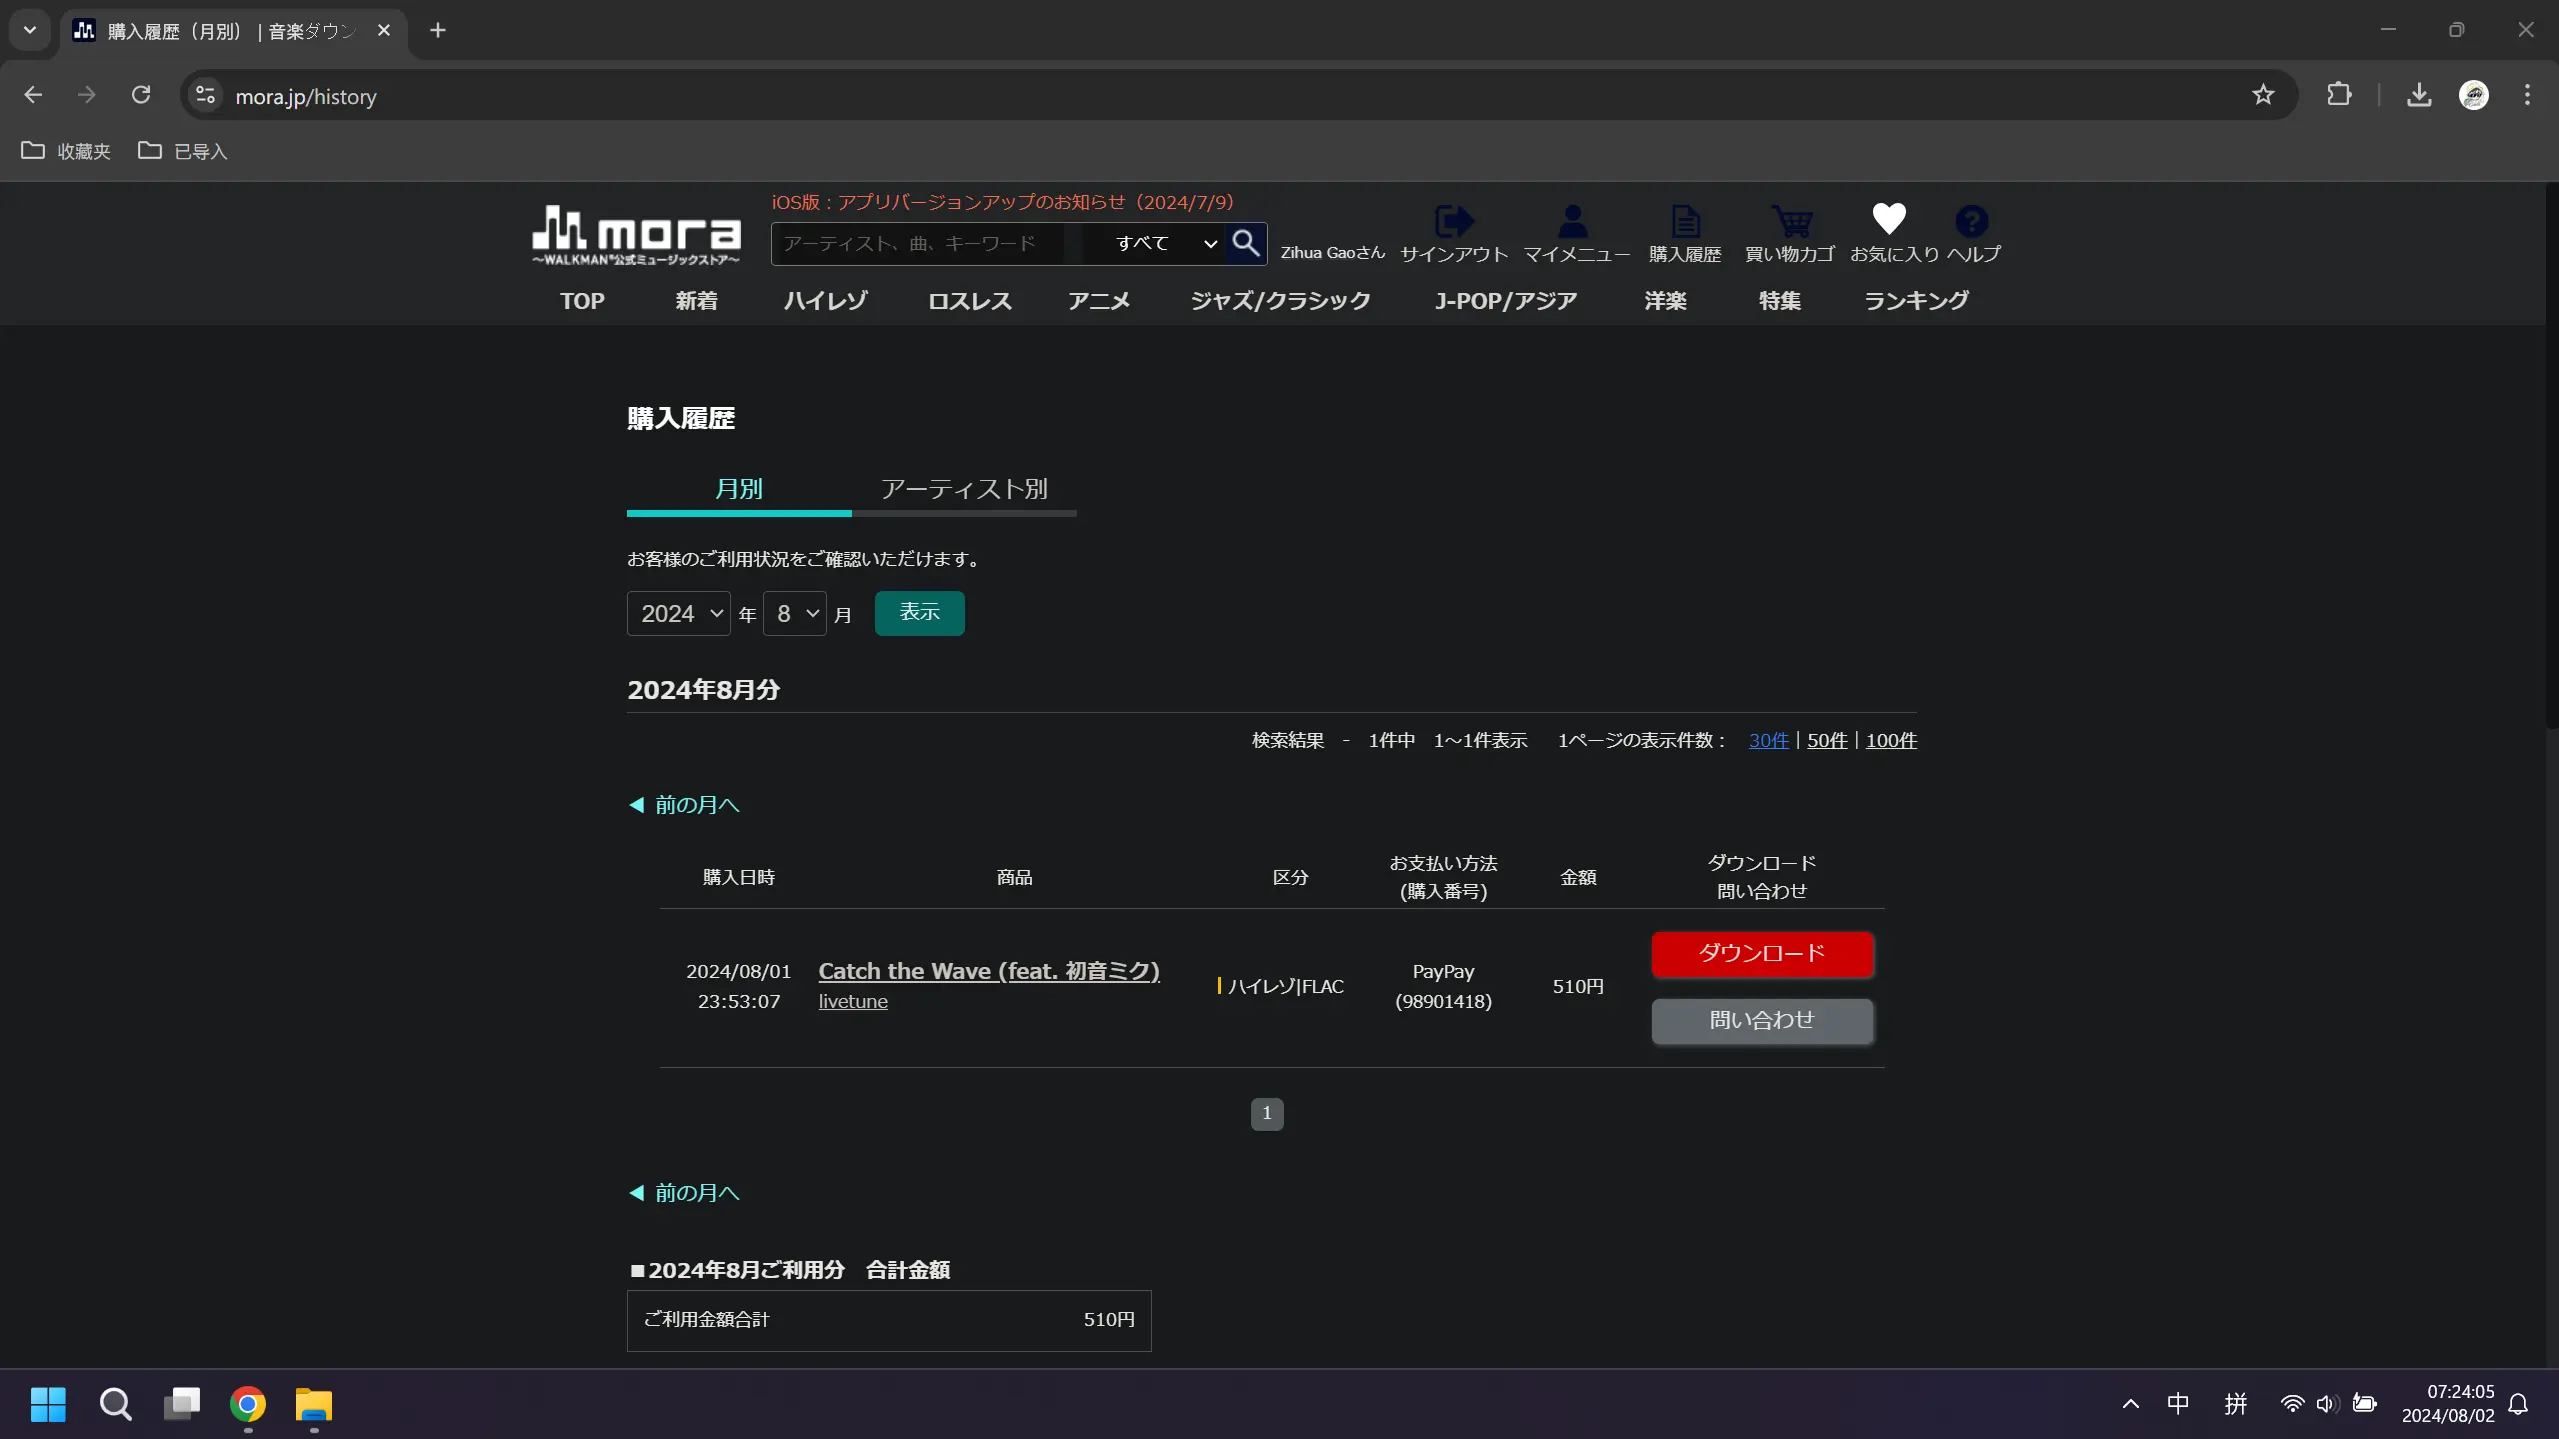 購入履歴（月別） | 音楽ダウン
mora.jp/history
收藏夹
已导入
iOS版：アプリバージョンアップのお知らせ（2024/7/9）
mora
～WALKMAN®公式ミュージックストア～
アーティスト、曲、キーワード
すべて
Zihua Gaoさん
サインアウト
マイメニュー
購入履歴
買い物カゴ
お気に入り
ヘルプ
TOP
新着
ハイレゾ
ロスレス
アニメ
ジャズ/クラシック
J-POP/アジア
洋楽
特集
ランキング
購入履歴
月別
アーティスト別
お客様のご利用状況をご確認いただけます。
2024 年 8 月 表示
2024年8月分
検索結果 - 1件中 1～1件表示 1ページの表示件数： 30件 | 50件 | 100件
◀ 前の月へ
購入日時
商品
区分
お支払い方法
(購入番号)
金額
ダウンロード
問い合わせ
2024/08/01
23:53:07
Catch the Wave (feat. 初音ミク)
livetune
ハイレゾ|FLAC
PayPay
(98901418)
510円
ダウンロード
問い合わせ
1
◀ 前の月へ
■2024年8月ご利用分 合計金額
ご利用金額合計 510円
中
拼
07:24:05
2024/08/02